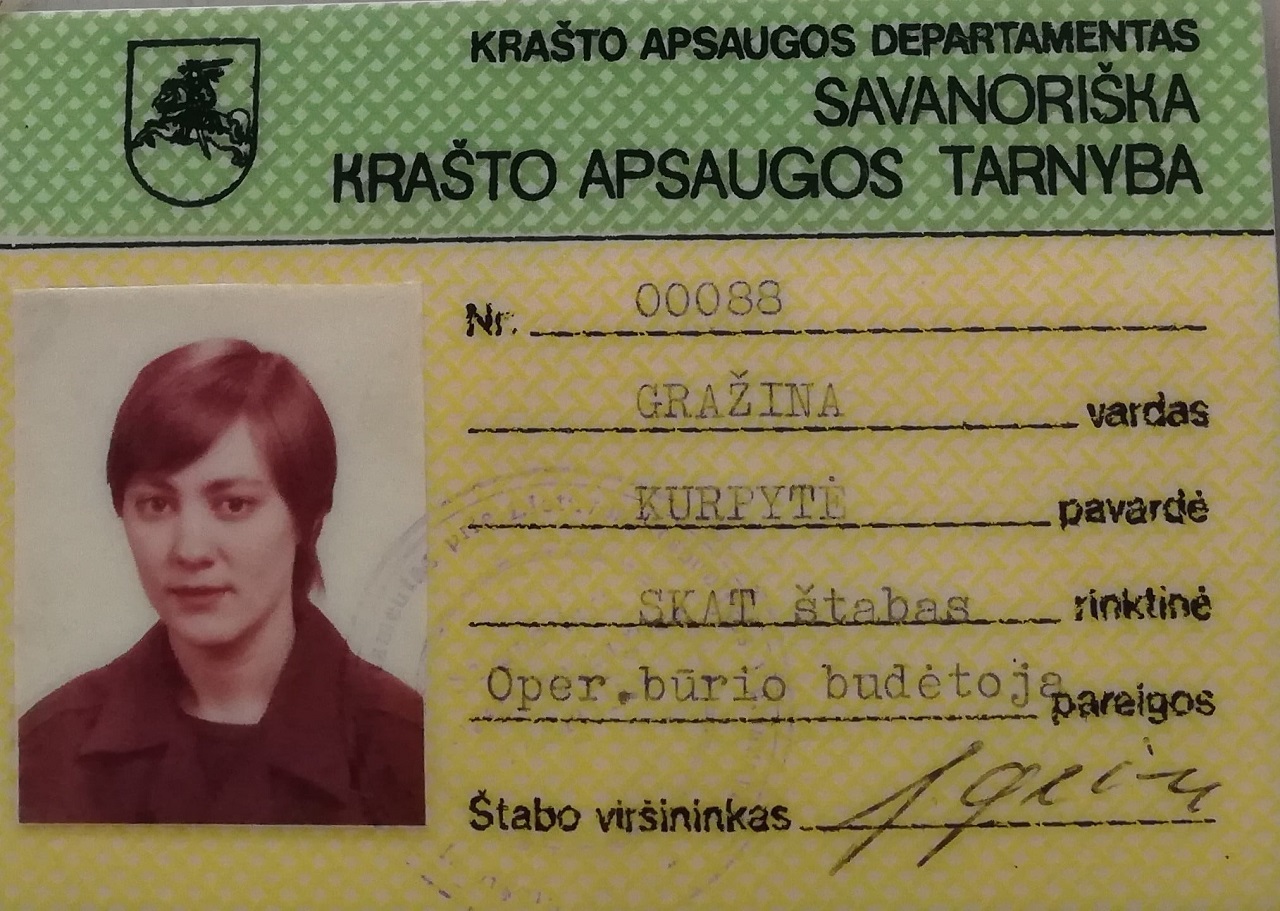 KRAŠTO APSAUGOS DEPARTAMENTAS
SAVANORIŠKA
KRAŠTO APSAUGOS TARNYBA
Nr. 00088
GRAŽINA vardas
KURPYTĖ pavardė
SKAT štabas rinktinė
Oper.būrio budėtoja pareigos
Štabo viršininkas